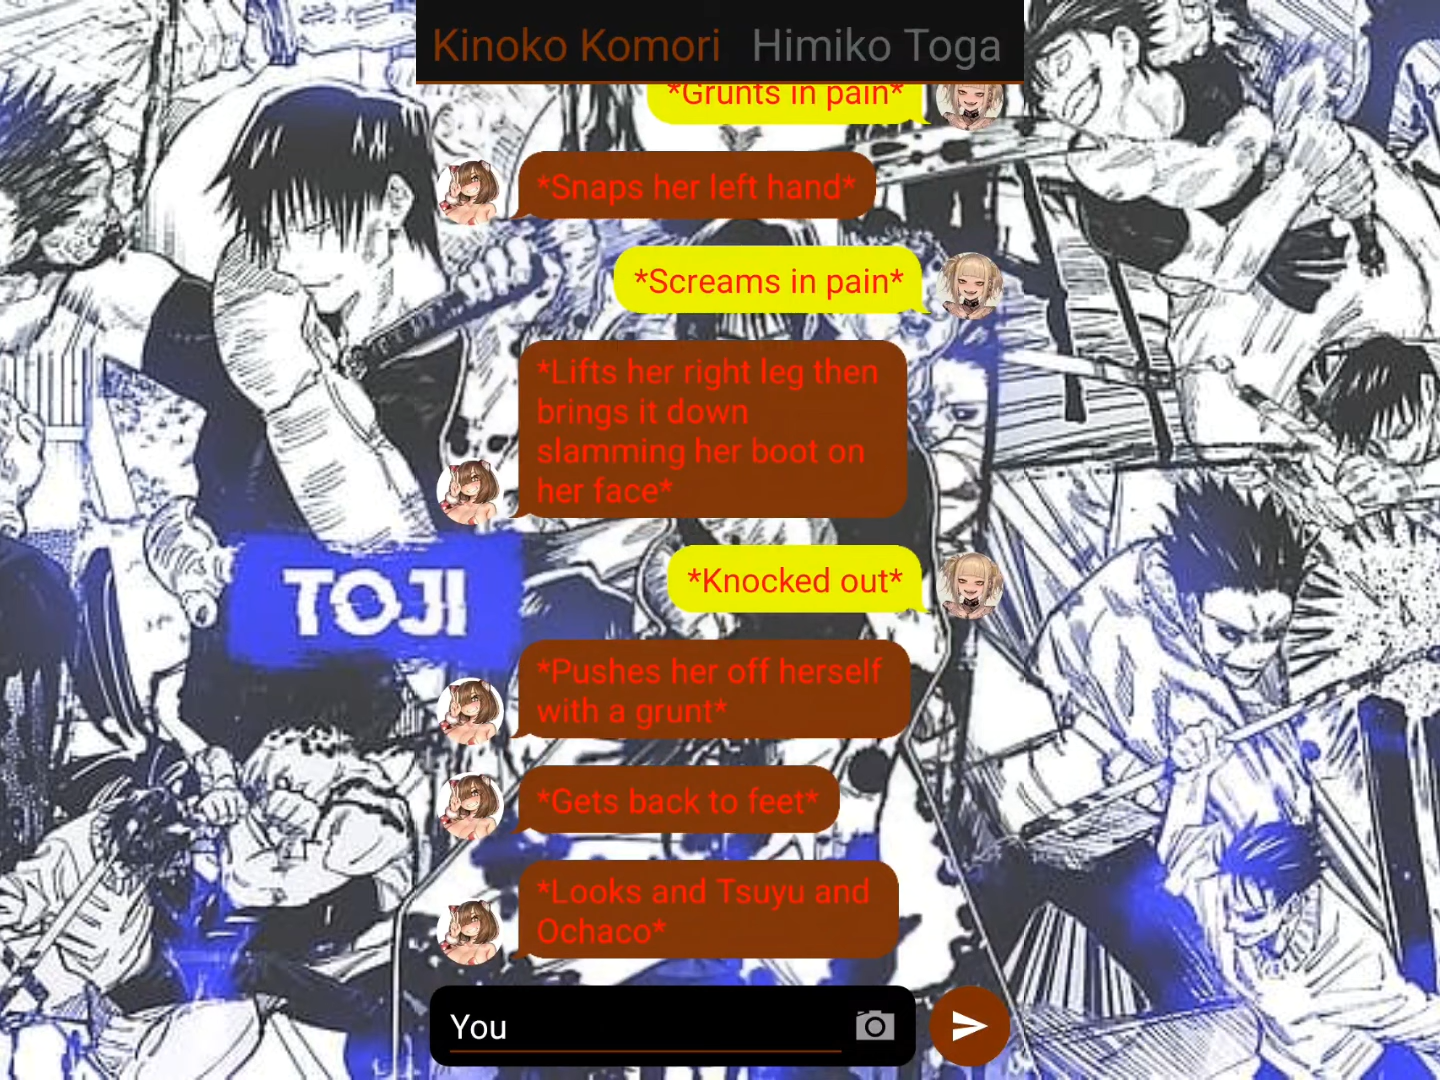 Kinoko Komori Himiko Toga
*Grunts in pain*
*Snaps her left hand*
*Screams in pain*
*Lifts her right leg then
brings it down
slamming her boot on
her face*
TOJI
*Knocked out*
*Pushes her off herself
with a grunt*
*Gets back to feet*
*Looks and Tsuyu and
Ochaco*
You